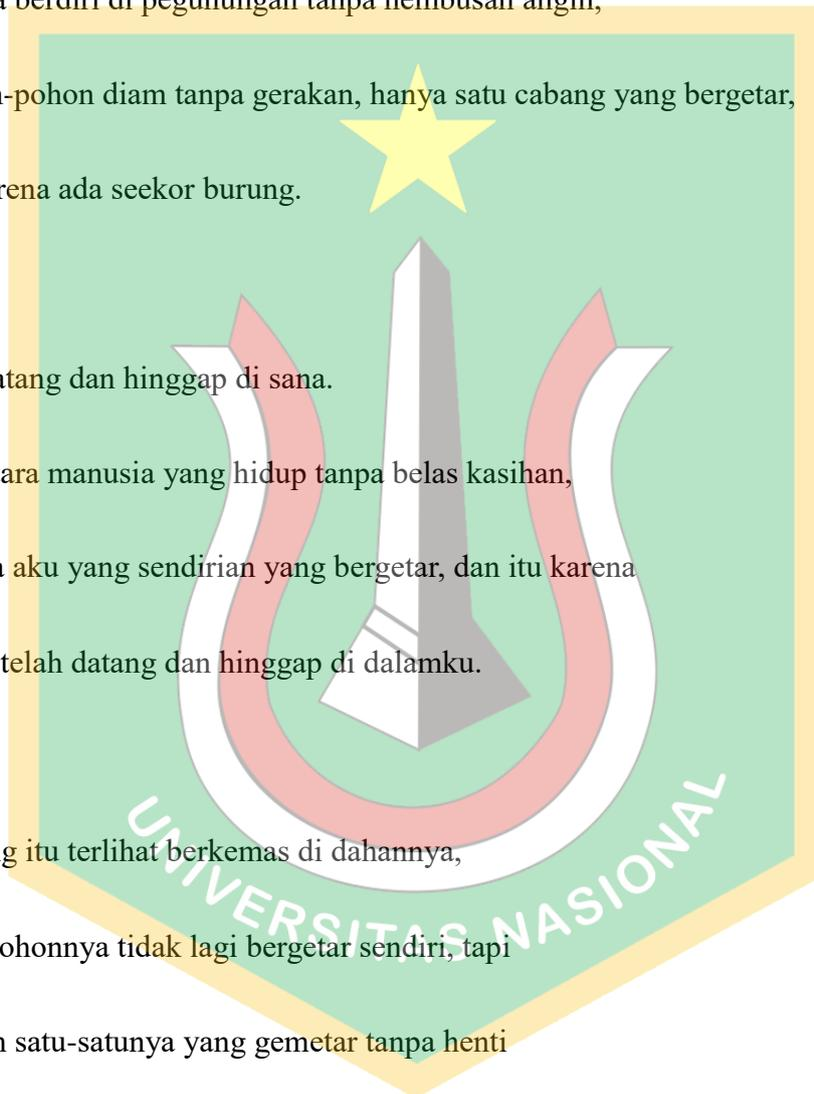 berdiri di pegunungan tanpa hembusan angin,
-pohon diam tanpa gerakan, hanya satu cabang yang bergetar,
rena ada seekor burung.
atang dan hinggap di sana.
ara manusia yang hidup tanpa belas kasihan,
a aku yang sendirian yang bergetar, dan itu karena
telah datang dan hinggap di dalamku.
g itu terlihat berkemas di dahannya,
ohonnya tidak lagi bergetar sendiri, tapi
satu-satunya yang gemetar tanpa henti
UNIVERSITAS NASIONAL